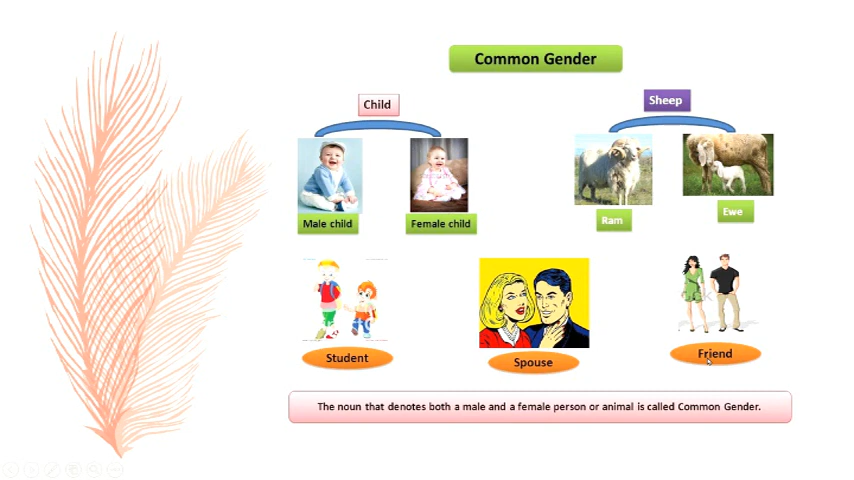 Common Gender
Child
Sheep
Male child
Female child
Ram
Ewe
Student
Spouse
Friend
The noun that denotes both a male and a female person or animal is called Common Gender.